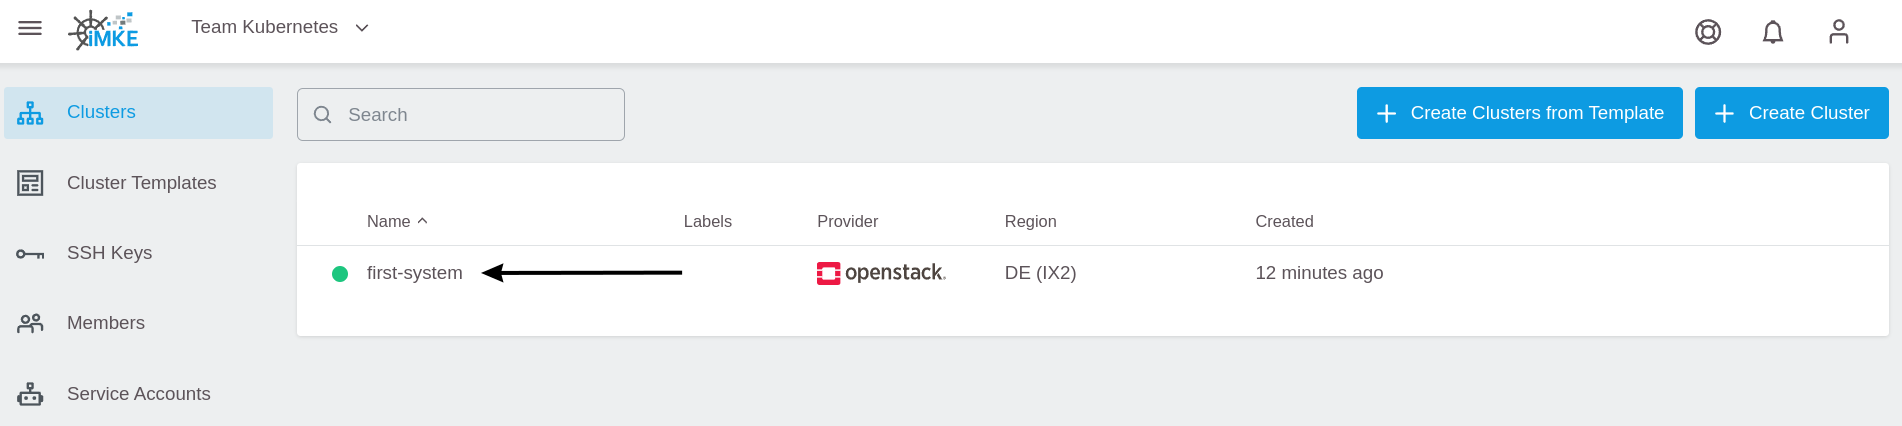 iMKE
Team Kubernetes
Clusters
Search
Create Clusters from Template
Create Cluster
Cluster Templates
Name
Labels
Provider
Region
Created
SSH Keys
first-system
openstack.
DE (IX2)
12 minutes ago
Members
Service Accounts